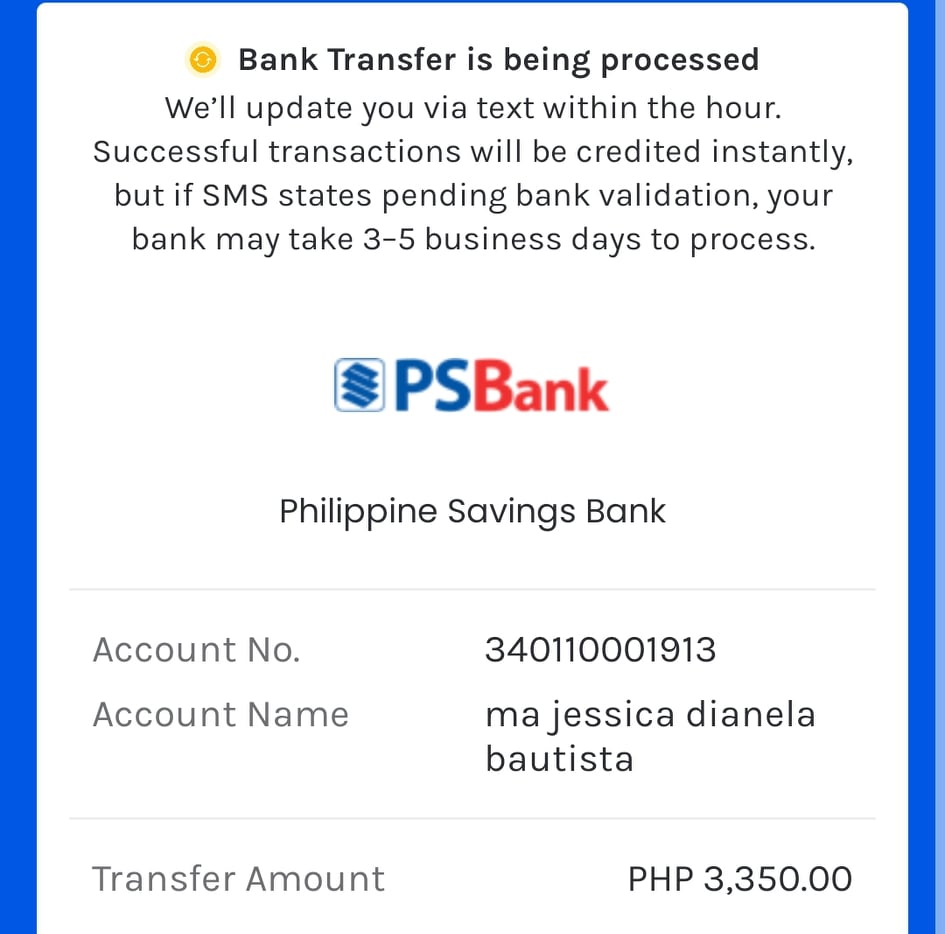 Bank Transfer is being processed
We’ll update you via text within the hour.
Successful transactions will be credited instantly,
but if SMS states pending bank validation, your
bank may take 3–5 business days to process.
PSBank
Philippine Savings Bank
Account No. 340110001913
Account Name ma jessica dianela
bautista
Transfer Amount PHP 3,350.00